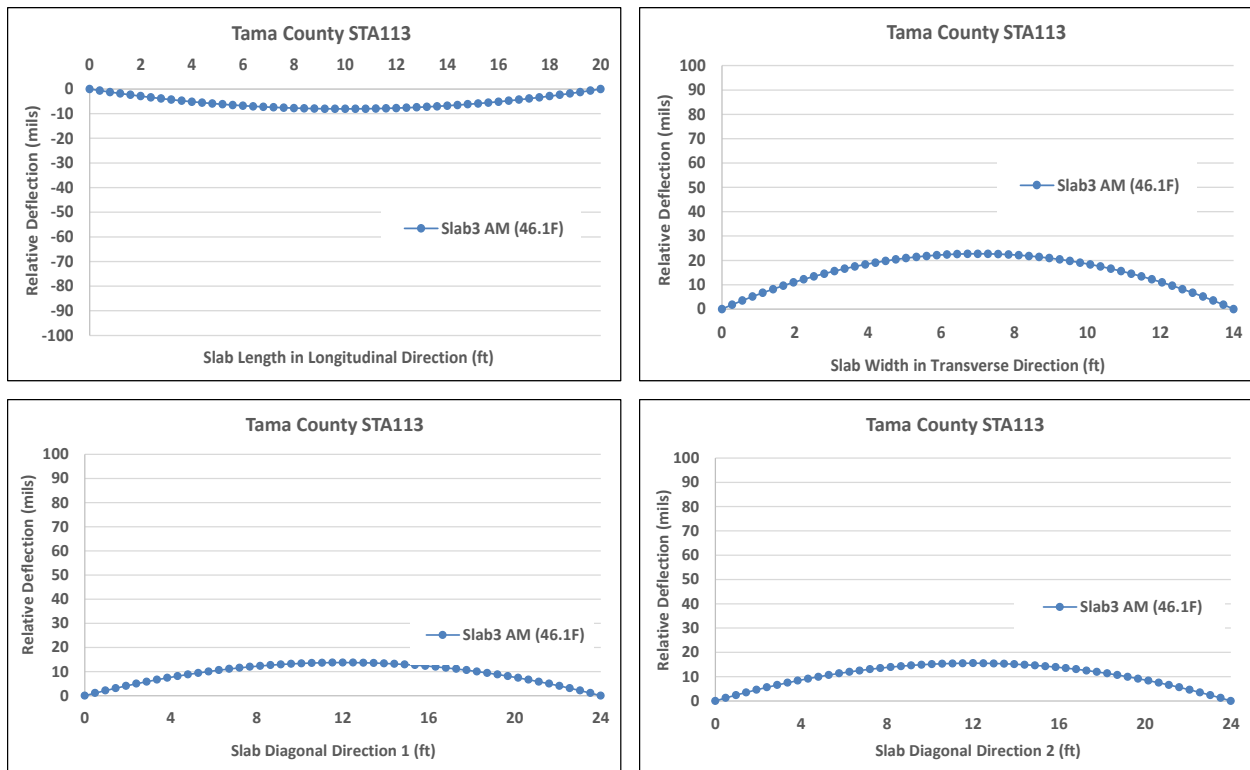 Tama County STA113
0 2 4 6 8 10 12 14 16 18 20
0
-10
-20
-30
-40
-50
-60
-70
-80
-90
-100
Relative Deflection (mils)
Slab3 AM (46.1F)
Slab Length in Longitudinal Direction (ft)
Tama County STA113
100
90
80
70
60
50
40
30
20
10
0
Relative Deflection (mils)
Slab3 AM (46.1F)
0 2 4 6 8 10 12 14
Slab Width in Transverse Direction (ft)
Tama County STA113
100
90
80
70
60
50
40
30
20
10
0
Relative Deflection (mils)
Slab3 AM (46.1F)
0 4 8 12 16 20 24
Slab Diagonal Direction 1 (ft)
Tama County STA113
100
90
80
70
60
50
40
30
20
10
0
Relative Deflection (mils)
Slab3 AM (46.1F)
0 4 8 12 16 20 24
Slab Diagonal Direction 2 (ft)